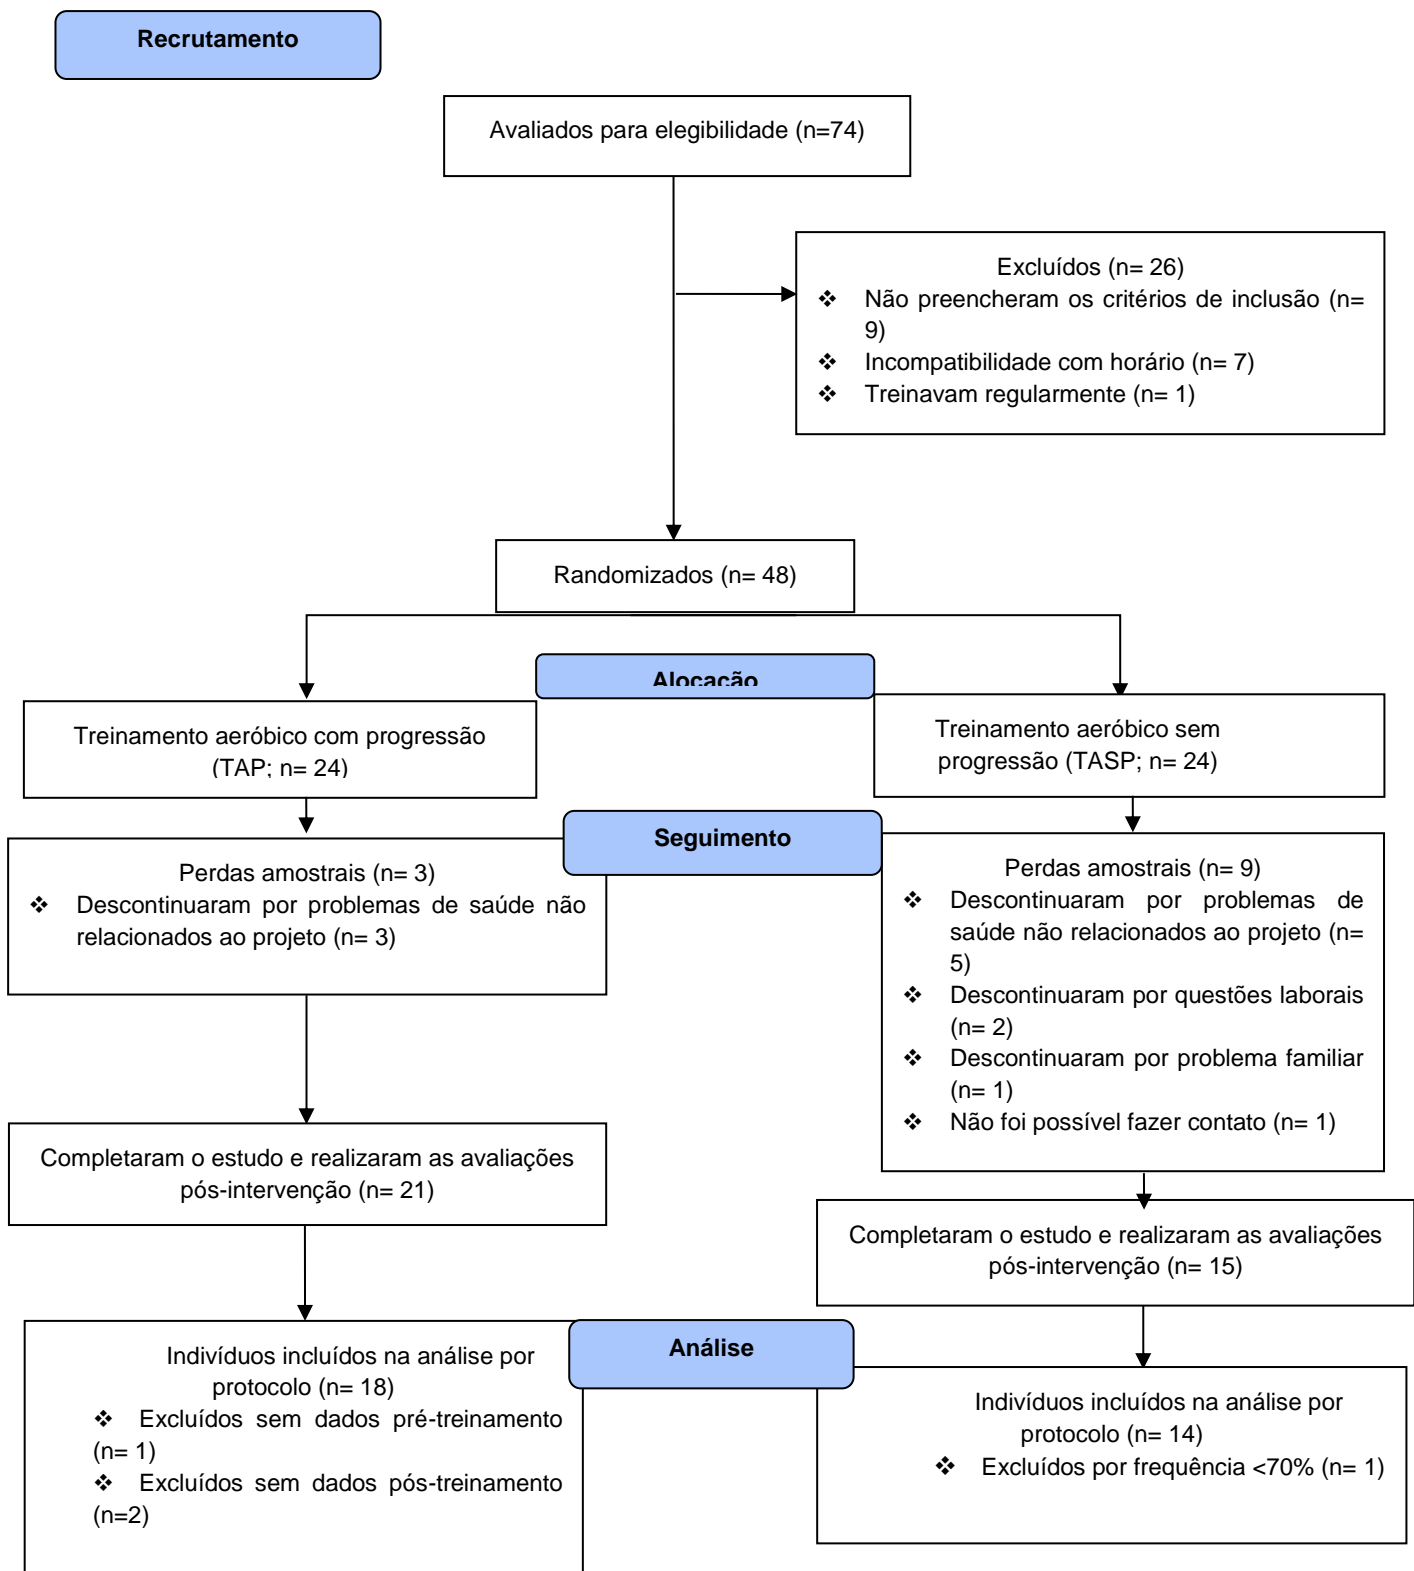 Recrutamento
Avaliados para elegibilidade (n=74)
Excluídos (n= 26)
❖ Não preencheram os critérios de inclusão (n=
9)
❖ Incompatibilidade com horário (n= 7)
❖ Treinavam regularmente (n= 1)
Randomizados (n= 48)
Alocação
Treinamento aeróbico com progressão
(TAP; n= 24)
Treinamento aeróbico sem
progressão (TASP; n= 24)
Seguimento
Perdas amostrais (n= 3)
❖ Descontinuaram por problemas de saúde não
relacionados ao projeto (n= 3)
Perdas amostrais (n= 9)
❖ Descontinuaram por problemas de
saúde não relacionados ao projeto (n=
5)
❖ Descontinuaram por questões laborais
(n= 2)
❖ Descontinuaram por problema familiar
(n= 1)
❖ Não foi possível fazer contato (n= 1)
Completaram o estudo e realizaram as avaliações
pós-intervenção (n= 21)
Completaram o estudo e realizaram as avaliações
pós-intervenção (n= 15)
Análise
Indivíduos incluídos na análise por
protocolo (n= 18)
❖ Excluídos sem dados pré-treinamento
(n= 1)
❖ Excluídos sem dados pós-treinamento
(n=2)
Indivíduos incluídos na análise por
protocolo (n= 14)
❖ Excluídos por frequência <70% (n= 1)